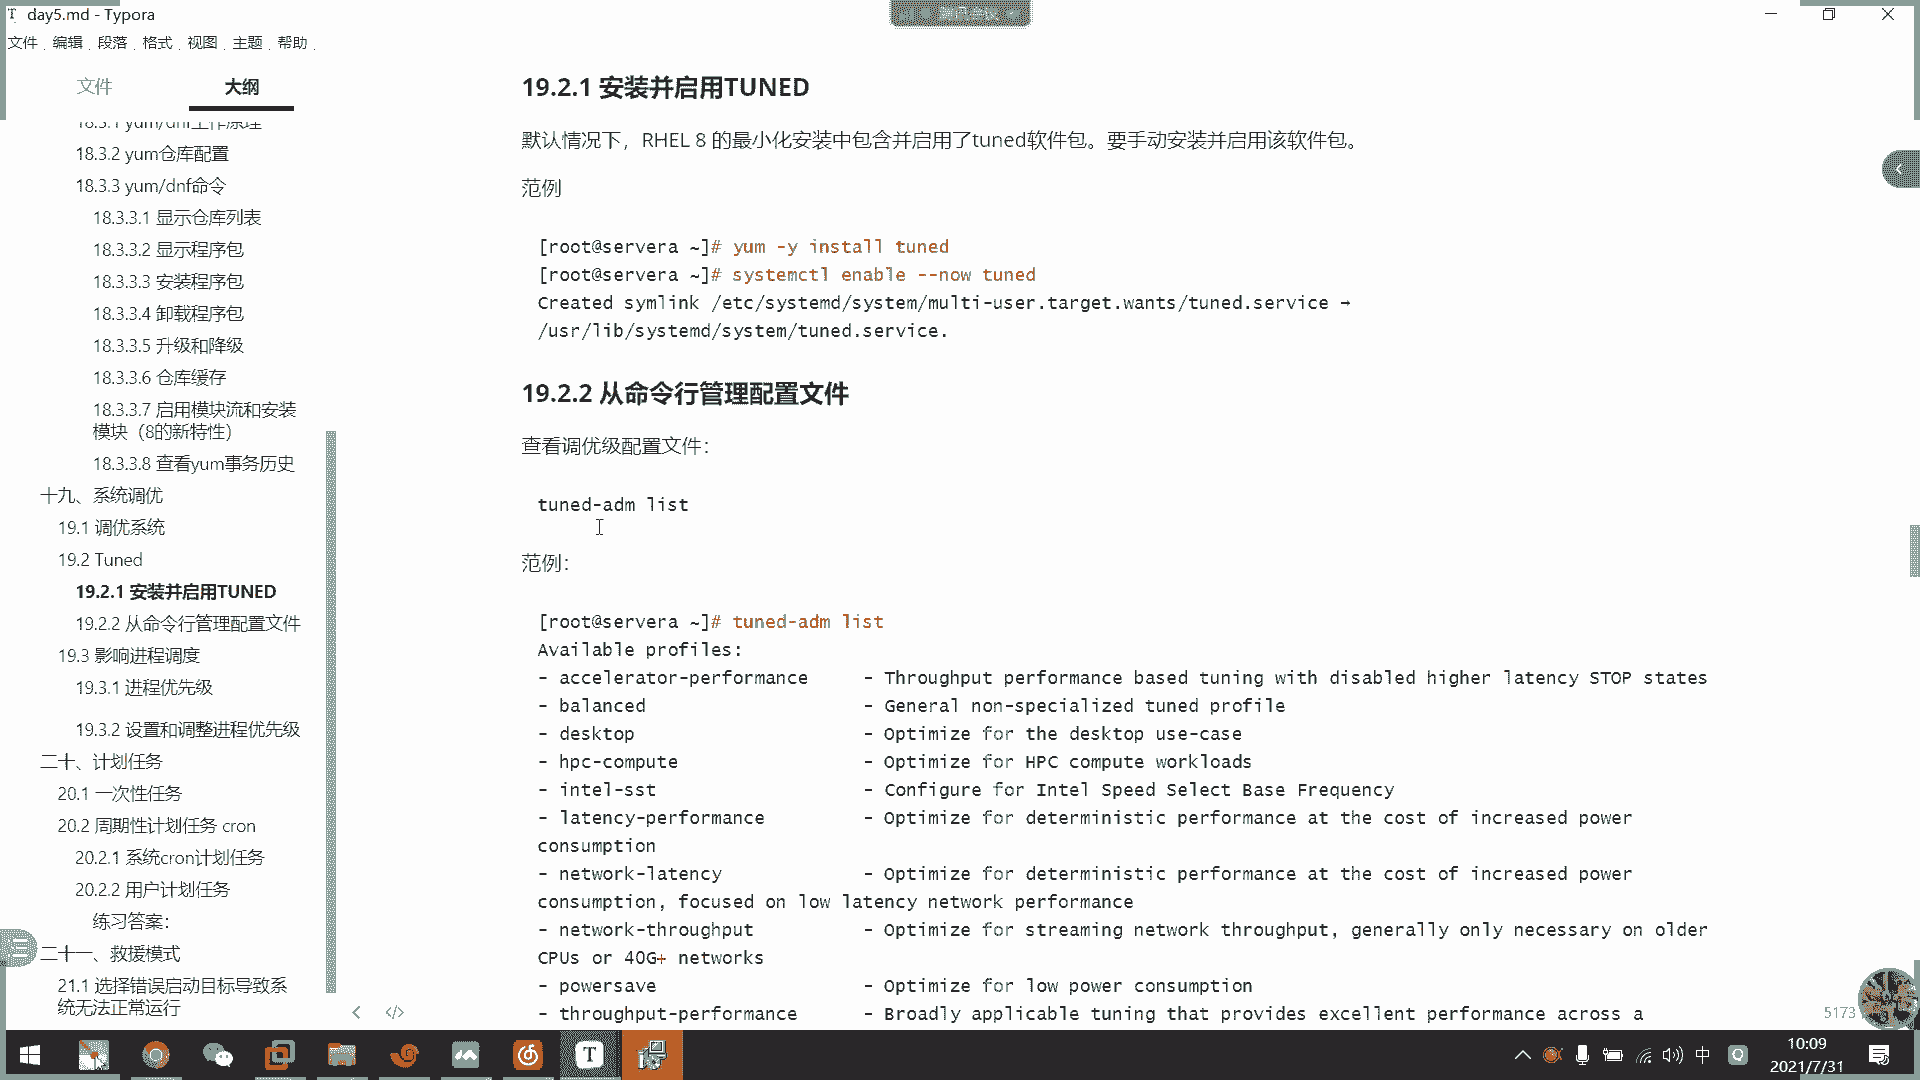 day5.md - Typora
文件 编辑 段落 格式 视图 主题 帮助
文件 大纲
18.3.1 yum/dnf工作原理
18.3.2 yum仓库配置
18.3.3 yum/dnf命令
18.3.3.1 显示仓库列表
18.3.3.2 显示程序包
18.3.3.3 安装程序包
18.3.3.4 卸载程序包
18.3.3.5 升级和降级
18.3.3.6 仓库缓存
18.3.3.7 启用模块流和安装
模块（8的新特性）
18.3.3.8 查看yum事务历史
十九、系统调优
19.1 调优系统
19.2 Tuned
19.2.1 安装并启用TUNED
19.2.2 从命令行管理配置文件
19.3 影响进程调度
19.3.1 进程优先级
19.3.2 设置和调整进程优先级
二十、计划任务
20.1 一次性任务
20.2 周期性计划任务 cron
20.2.1 系统cron计划任务
20.2.2 用户计划任务
练习答案：
二十一、救援模式
21.1 选择错误启动目标导致系
统无法正常运行
19.2.1 安装并启用TUNED
默认情况下，RHEL 8 的最小化安装中包含并启用了tuned软件包。要手动安装并启用该软件包。
范例
[root@servera ~]# yum -y install tuned
[root@servera ~]# systemctl enable --now tuned
Created symlink /etc/systemd/system/multi-user.target.wants/tuned.service →
/usr/lib/systemd/system/tuned.service.
19.2.2 从命令行管理配置文件
查看调优级配置文件：
tuned-adm list
范例：
[root@servera ~]# tuned-adm list
Available profiles:
- accelerator-performance - Throughput performance based tuning with disabled higher latency STOP states
- balanced - General non-specialized tuned profile
- desktop - Optimize for the desktop use-case
- hpc-compute - Optimize for HPC compute workloads
- intel-sst - Configure for Intel Speed Select Base Frequency
- latency-performance - Optimize for deterministic performance at the cost of increased power
consumption
- network-latency - Optimize for deterministic performance at the cost of increased power
consumption, focused on low latency network performance
- network-throughput - Optimize for streaming network throughput, generally only necessary on older
CPUs or 40G+ networks
- powersave - Optimize for low power consumption
- throughput-performance - Broadly applicable tuning that provides excellent performance across a
5173
中
10:09
2021/7/31